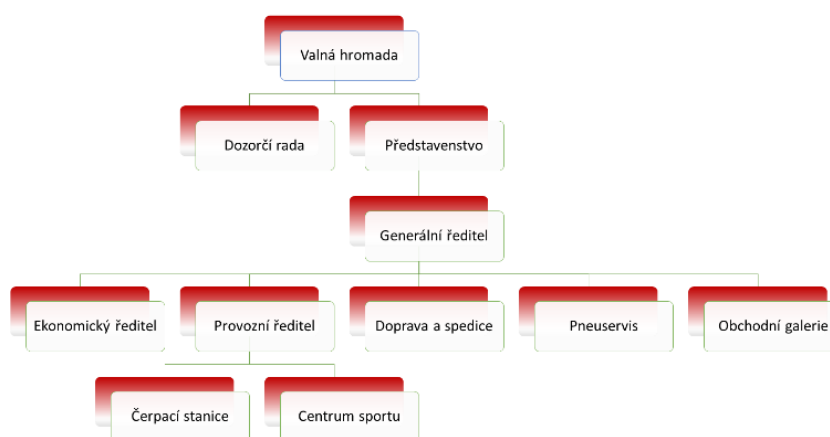 Valná hromada
Dozorčí rada
Představenstvo
Generální ředitel
Ekonomický ředitel
Provozní ředitel
Doprava a spedice
Pneuservis
Obchodní galerie
Čerpací stanice
Centrum sportu